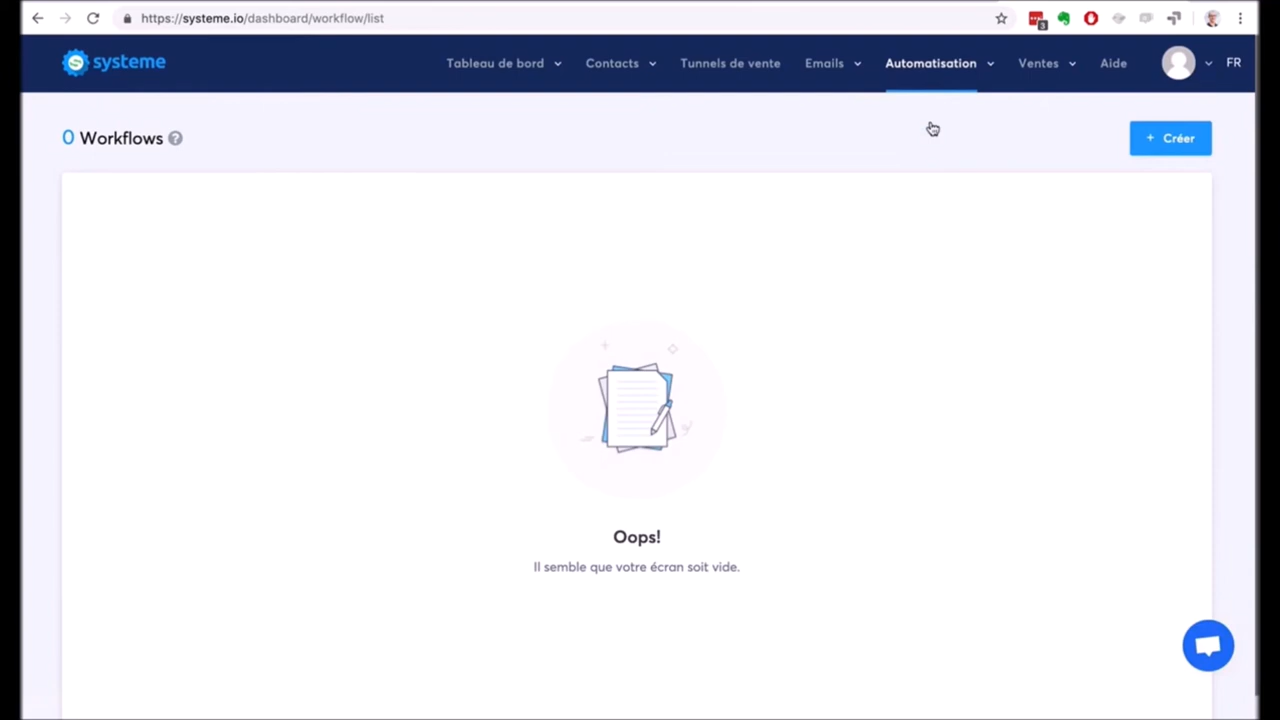 https://systeme.io/dashboard/workflow/list
3
systeme
Tableau de bord
Contacts
Tunnels de vente
Emails
Automatisation
Ventes
Aide
FR
0 Workflows ?
+ Créer
Oops!
Il semble que votre écran soit vide.